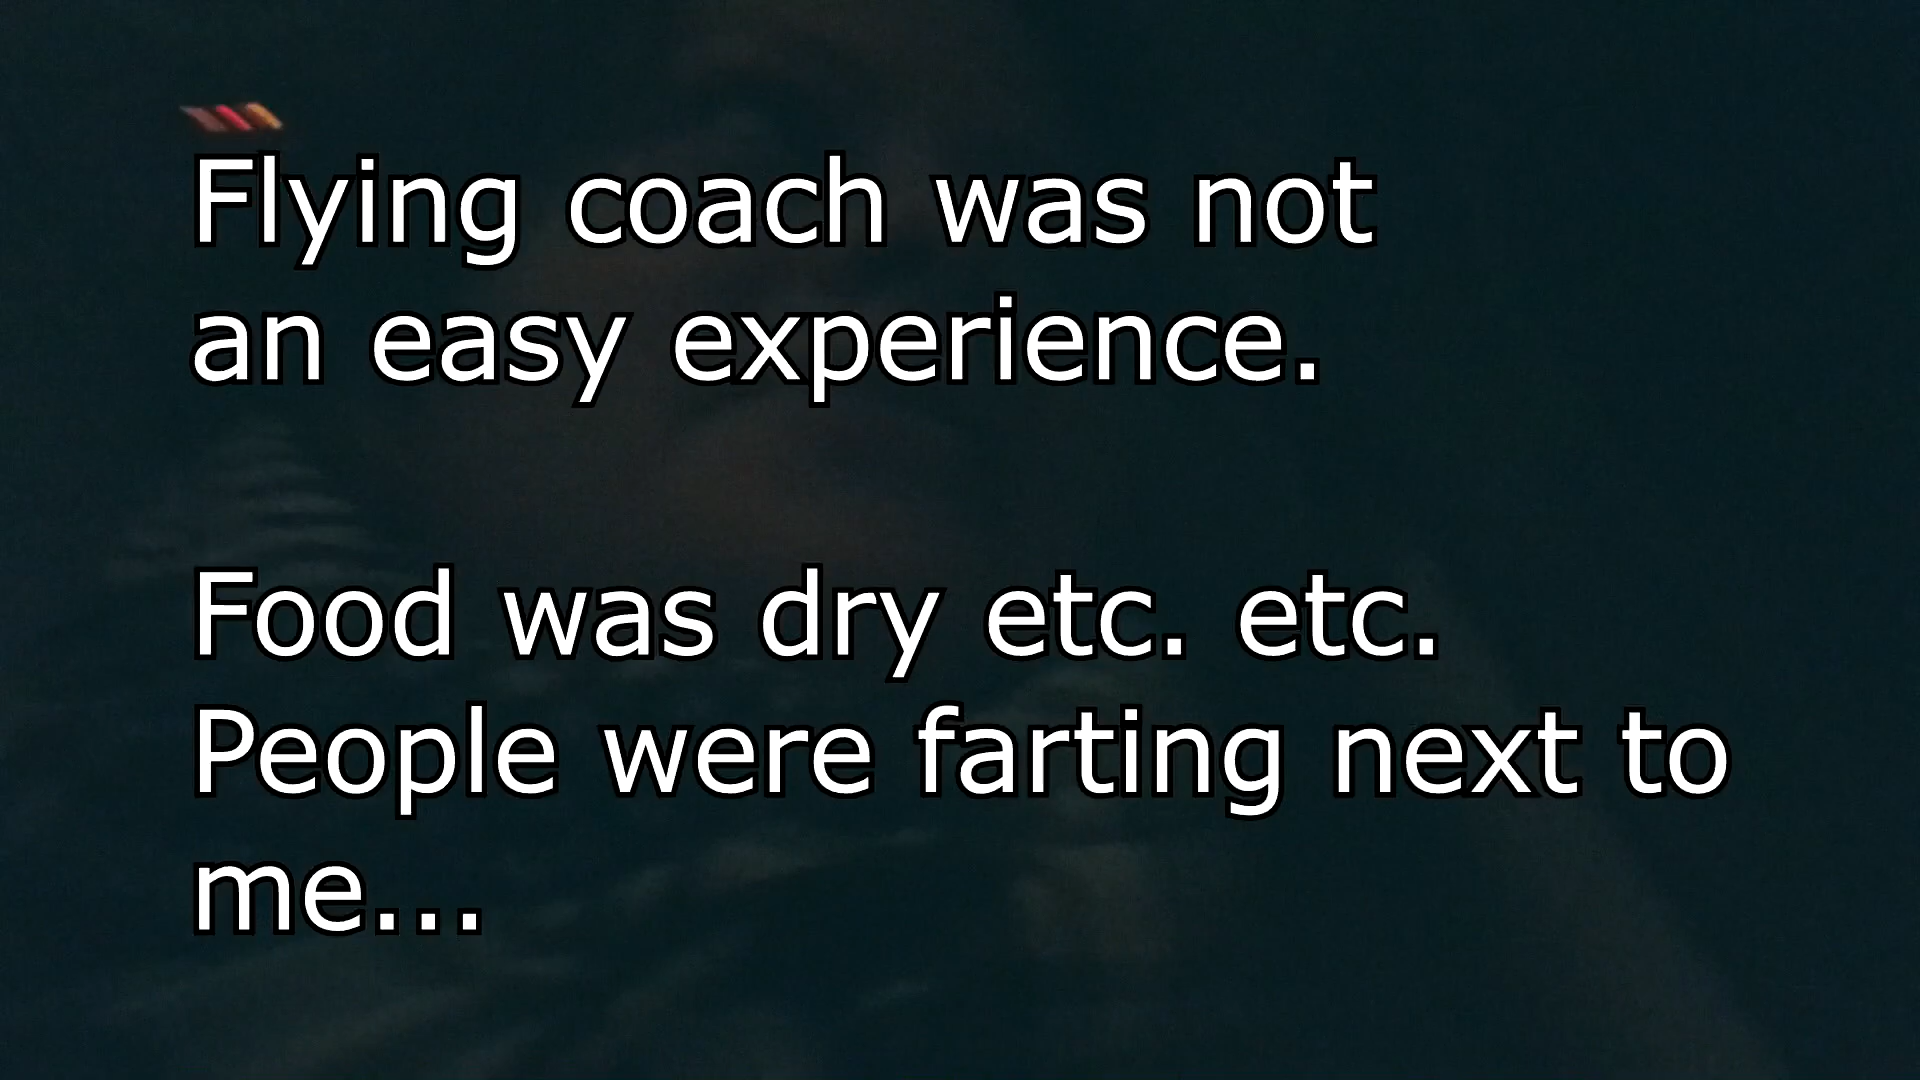 Flying coach was not
an easy experience.
Food was dry etc. etc.
People were farting next to
me...